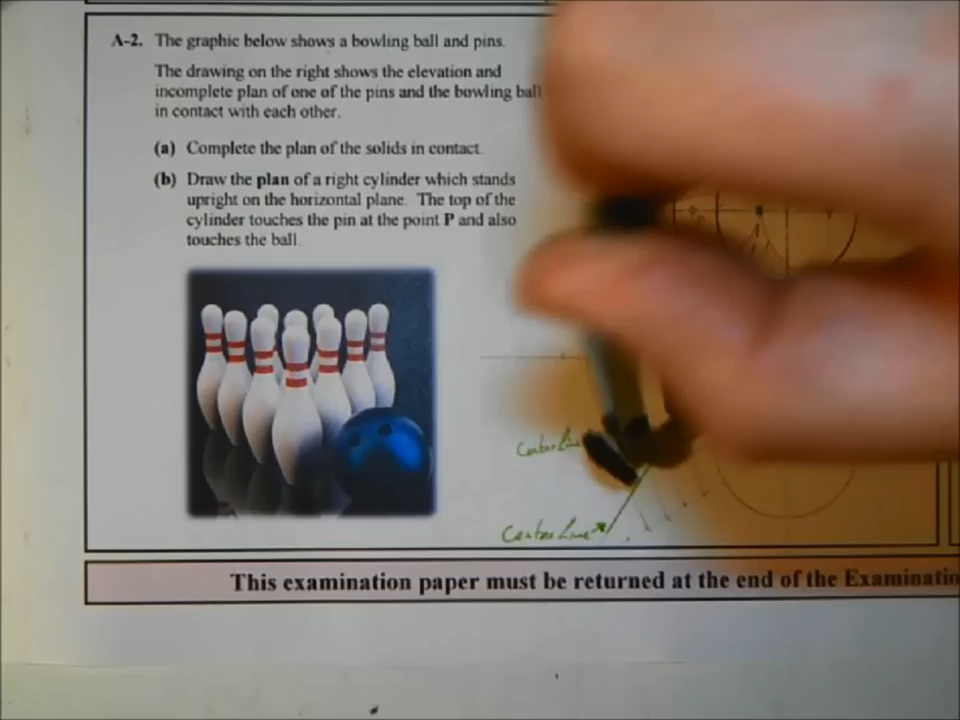 A-2. The graphic below shows a bowling ball and pins.
The drawing on the right shows the elevation and
incomplete plan of one of the pins and the bowling ball
in contact with each other.
(a) Complete the plan of the solids in contact.
(b) Draw the plan of a right cylinder which stands
upright on the horizontal plane. The top of the
cylinder touches the pin at the point P and also
touches the ball.
Center Line
Center Line
This examination paper must be returned at the end of the Examinatio